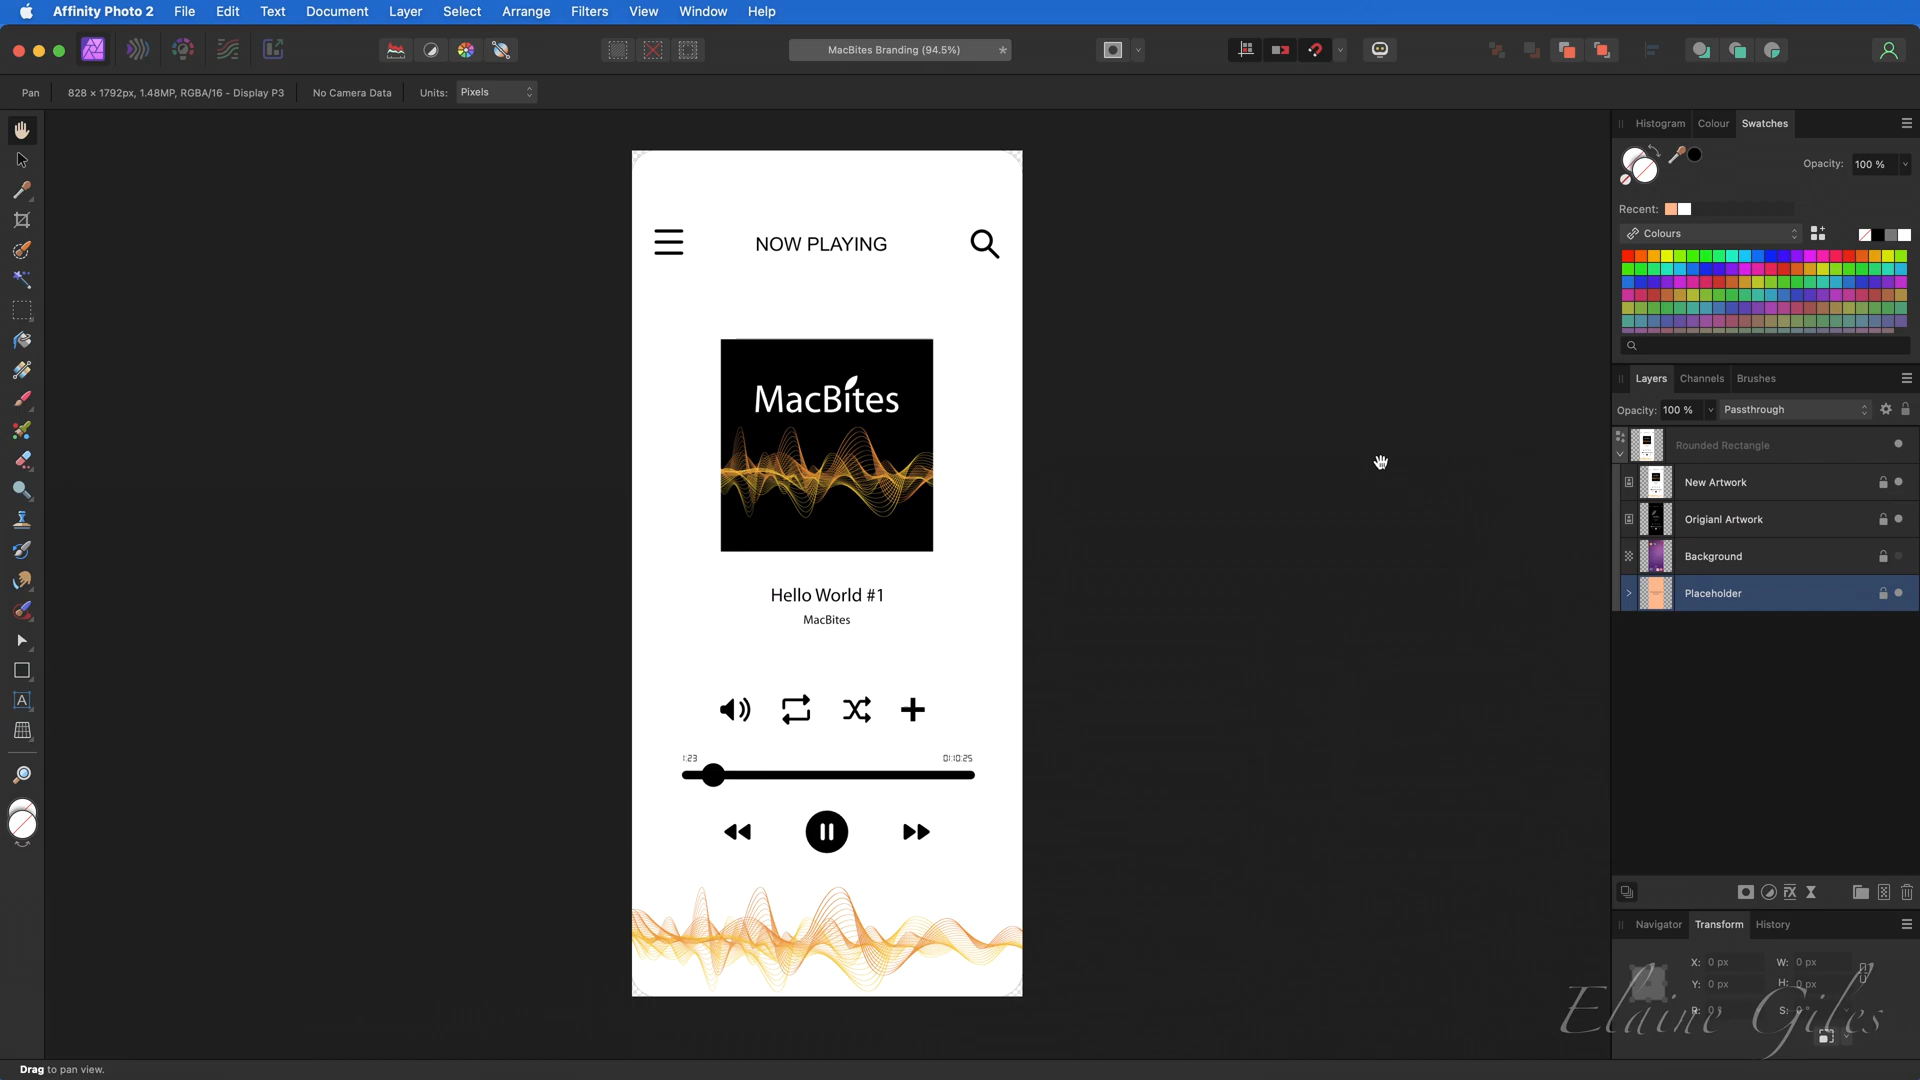 Affinity Photo 2 File Edit Text Document Layer Select Arrange Filters View Window Help
MacBites Branding (94.5%)
Pan 828 × 1792px, 1.48MP, RGBA/16 - Display P3 No Camera Data Units: Pixels
Histogram Colour Swatches
Opacity: 100 %
Recent:
Colours
NOW PLAYING
MacBites
Hello World #1
MacBites
1:23 01:10:25
Layers Channels Brushes
Opacity: 100 % Passthrough
Rounded Rectangle
New Artwork
Origianl Artwork
Background
Placeholder
Navigator Transform History
X: 0 px W: 0 px
Y: 0 px H: 0 px
R: 0 º S: 0 º
Elaine Giles
Drag to pan view.